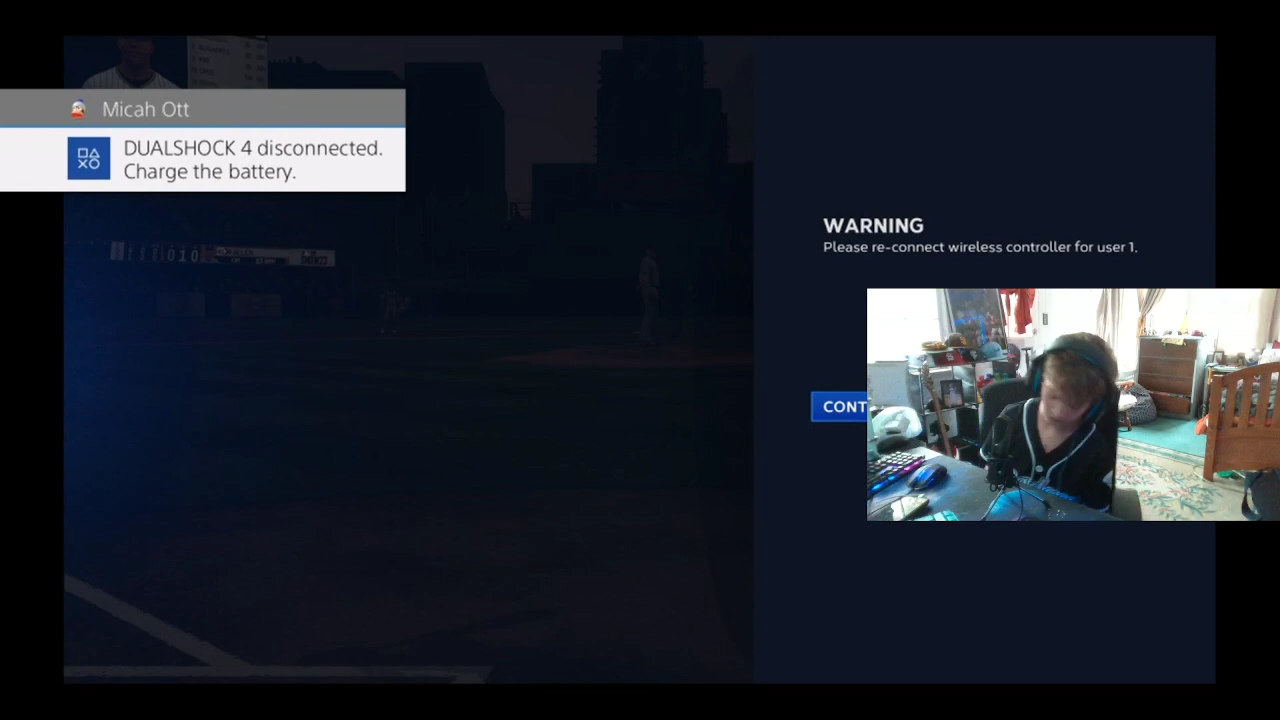 Micah Ott
DUALSHOCK 4 disconnected.
Charge the battery.
WARNING
Please re-connect wireless controller for user 1.
CONT